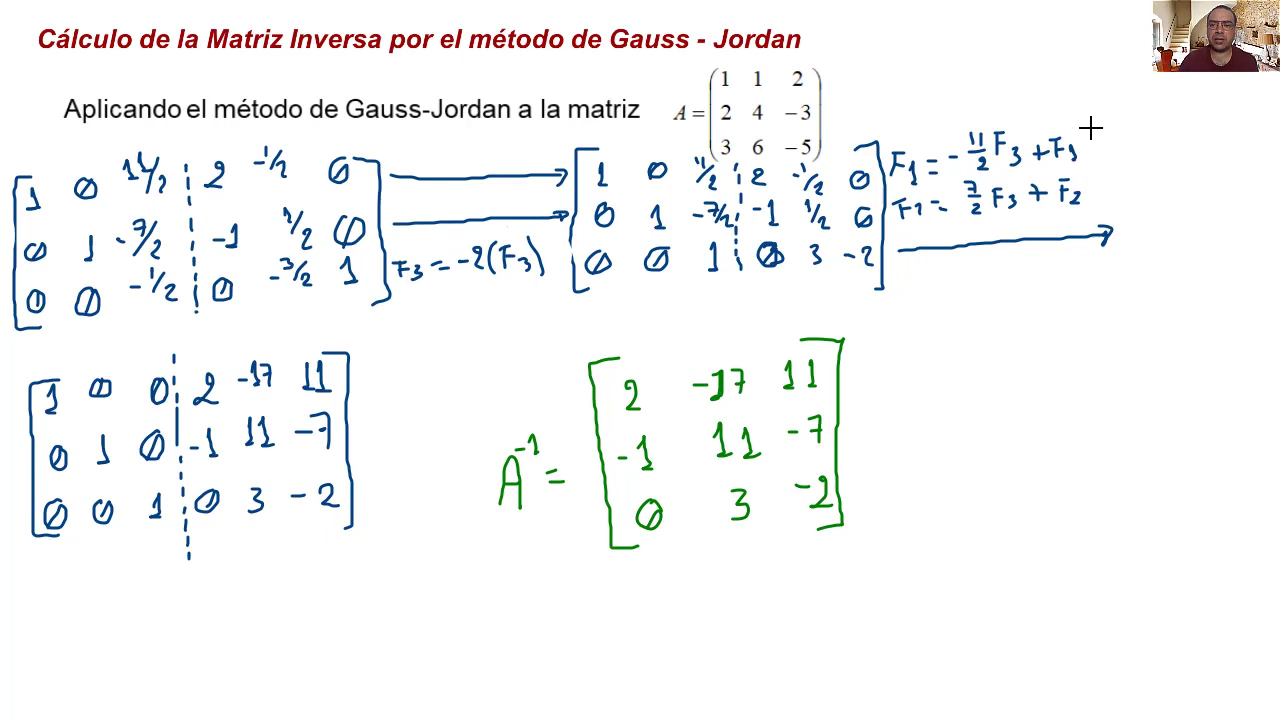 Cálculo de la Matriz Inversa por el método de Gauss - Jordan
Aplicando el método de Gauss-Jordan a la matriz A =
1 1 2
2 4 −3
3 6 −5
1 0 11/2 2 -1/2 0
0 1 -7/2 -1 1/2 0
0 0 -1/2 0 -3/2 1
F3 = -2(F3)
1 0 11/2 2 -1/2 0
0 1 -7/2 -1 1/2 0
0 0 1 0 3 -2
F1 = -11/2 F3 + F1
F2 = 7/2 F3 + F2
1 0 0 2 -17 11
0 1 0 -1 11 -7
0 0 1 0 3 -2
A-1 =
2 -17 11
-1 11 -7
0 3 -2